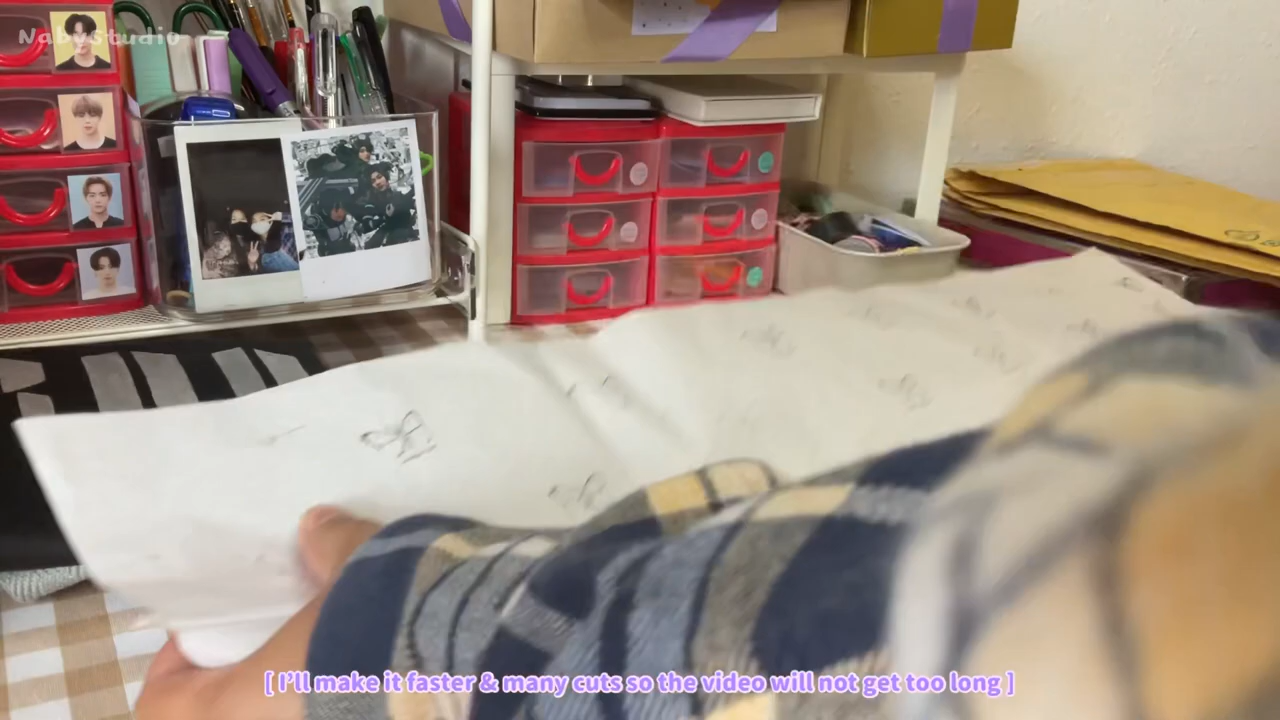 NabyStudio
[ I'll make it faster & many cuts so the video will not get too long ]